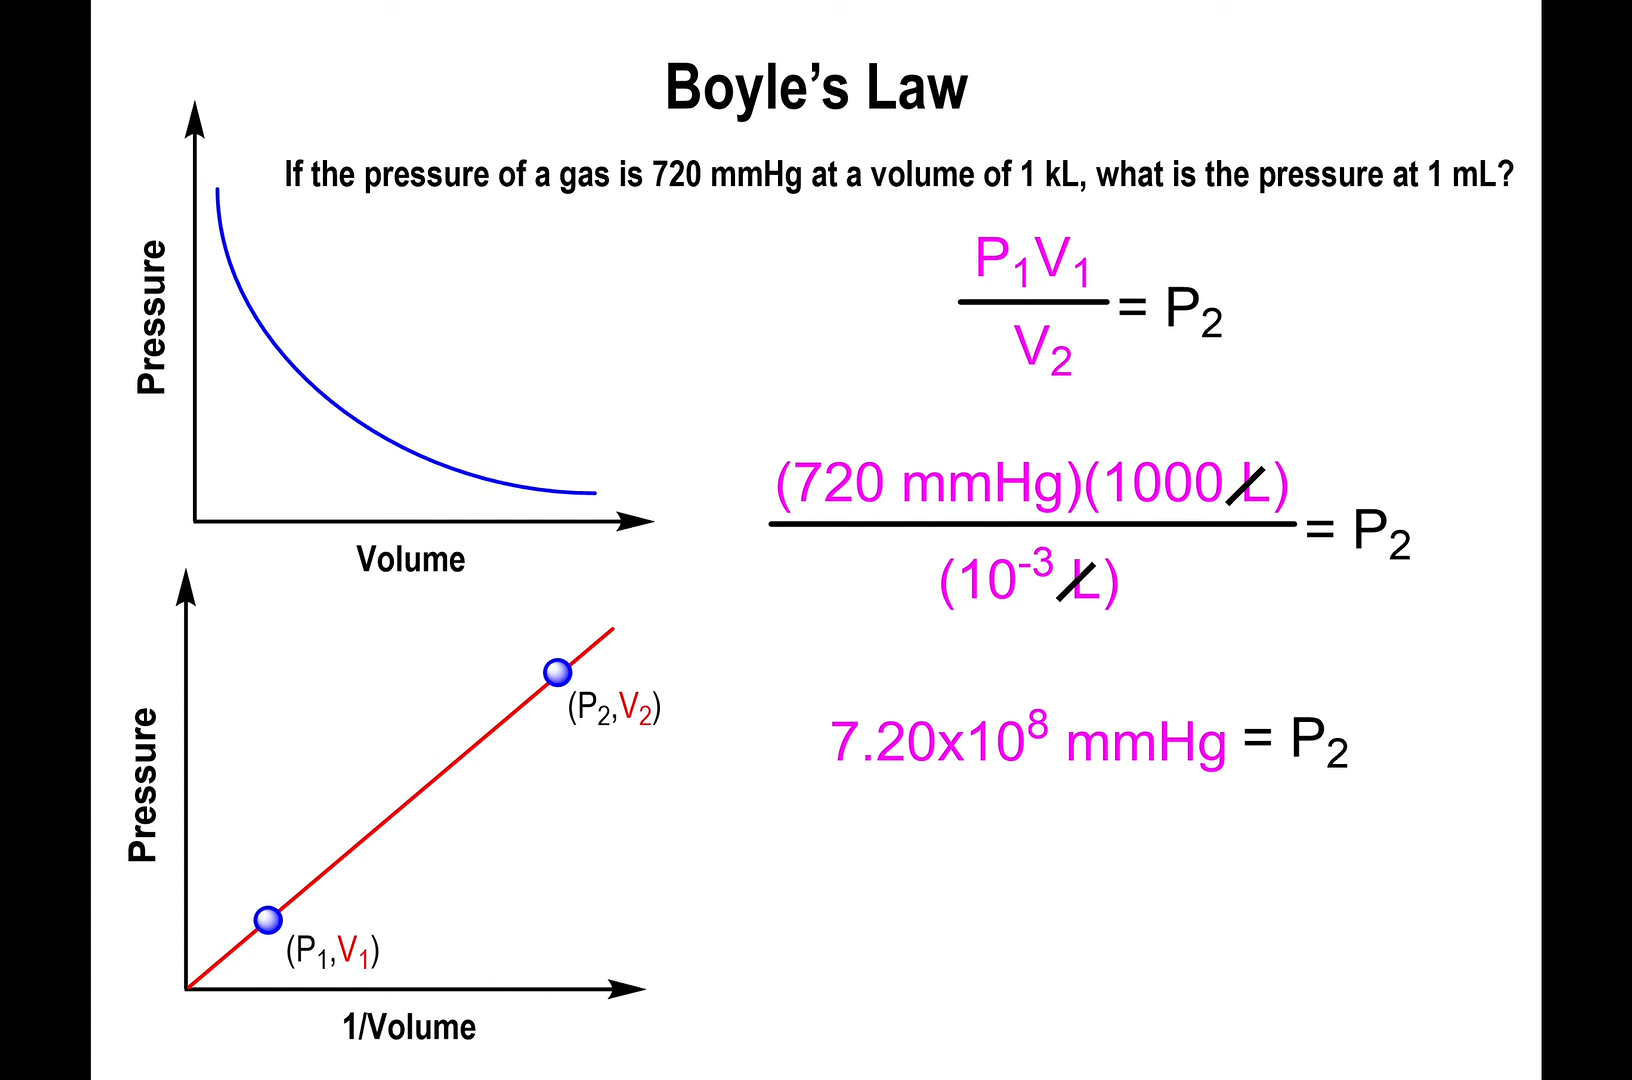 Boyle’s Law
If the pressure of a gas is 720 mmHg at a volume of 1 kL, what is the pressure at 1 mL?
Pressure
Volume
P₁V₁
= P₂
V₂
(720 mmHg)(1000 L)
= P₂
(10⁻³ L)
7.20x10⁸ mmHg = P₂
Pressure
(P₂,V₂)
(P₁,V₁)
1/Volume